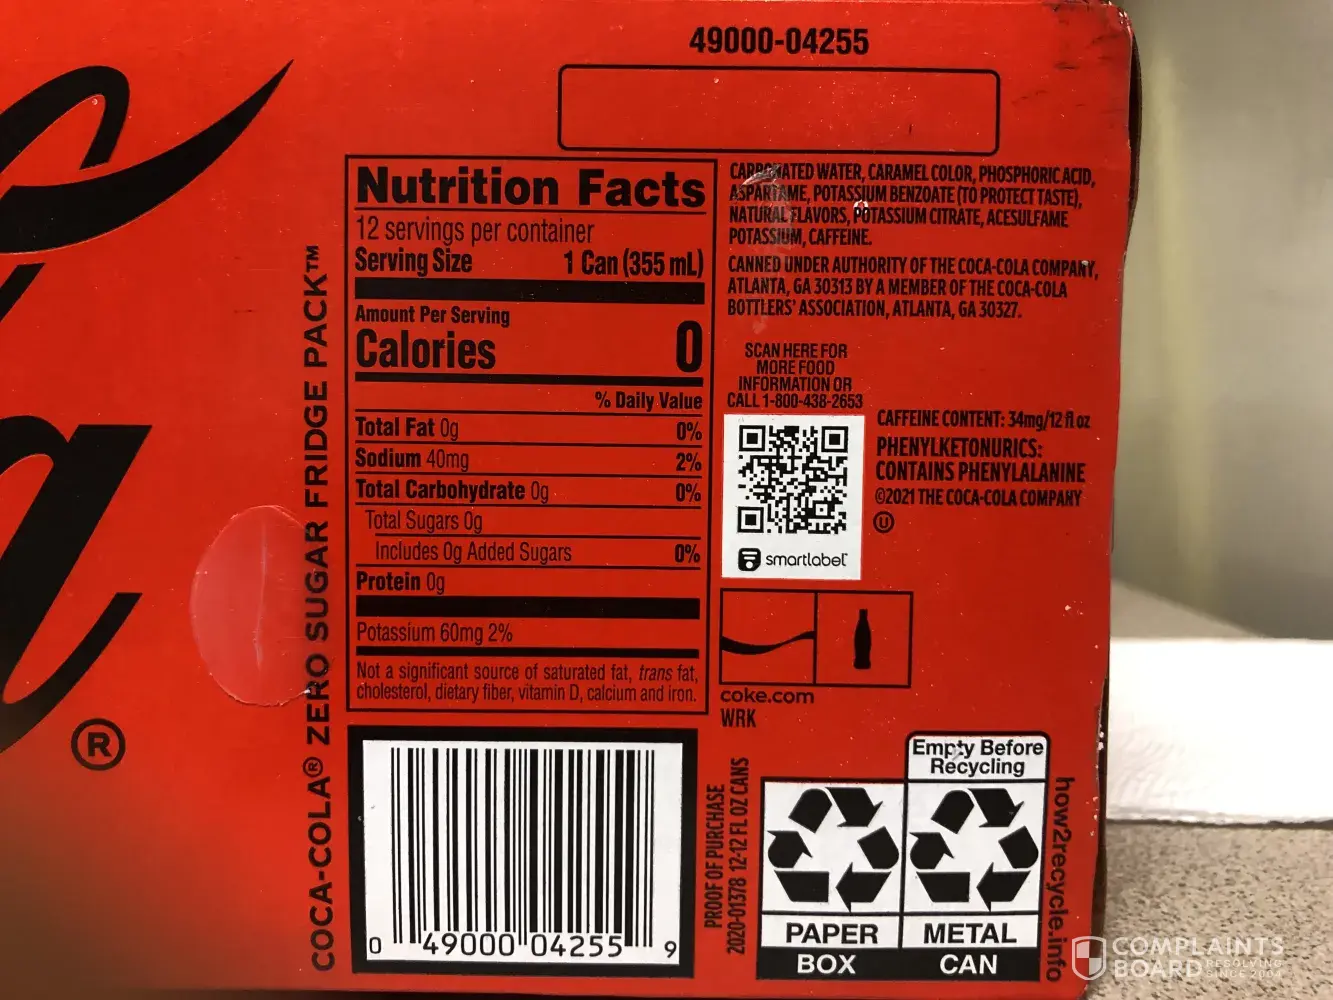 49000-04255
Nutrition Facts
12 servings per container
Serving Size 1 Can (355 mL)
Amount Per Serving
Calories 0
% Daily Value
Total Fat 0g 0%
Sodium 40mg 2%
Total Carbohydrate 0g 0%
Total Sugars 0g
Includes 0g Added Sugars 0%
Protein 0g
Potassium 60mg 2%
Not a significant source of saturated fat, trans fat,
cholesterol, dietary fiber, vitamin D, calcium and iron.
CARBONATED WATER, CARAMEL COLOR, PHOSPHORIC ACID,
ASPARTAME, POTASSIUM BENZOATE (TO PROTECT TASTE),
NATURAL FLAVORS, POTASSIUM CITRATE, ACESULFAME
POTASSIUM, CAFFEINE.
CANNED UNDER AUTHORITY OF THE COCA-COLA COMPANY,
ATLANTA, GA 30313 BY A MEMBER OF THE COCA-COLA
BOTTLERS' ASSOCIATION, ATLANTA, GA 30327.
SCAN HERE FOR
MORE FOOD
INFORMATION OR
CALL 1-800-438-2653
smartlabel™
CAFFEINE CONTENT: 34mg/12 fl oz
PHENYLKETONURICS:
CONTAINS PHENYLALANINE
©2021 THE COCA-COLA COMPANY
U
coke.com
WRK
COCA-COLA® ZERO SUGAR FRIDGE PACK™
®
0 49000 04255 9
PROOF OF PURCHASE
2020-01378 12-12 FL OZ CANS
Empty Before
Recycling
PAPER
BOX
METAL
CAN
how2recycle.info
COMPLAINTS
BOARD RESOLVING
SINCE 2004